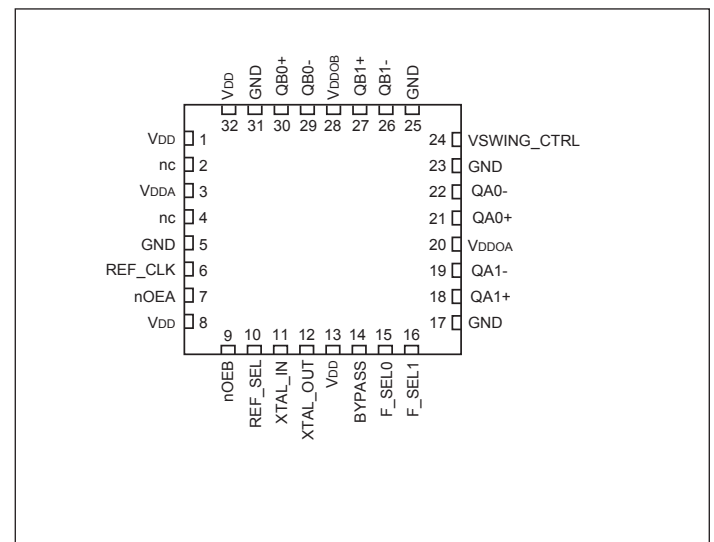 VDD
GND
QB0+
QB0-
VDDOB
QB1+
QB1-
GND
32 31 30 29 28 27 26 25
VDD 1
nc 2
VDDA 3
nc 4
GND 5
REF_CLK 6
nOEA 7
VDD 8
24 VSWING_CTRL
23 GND
22 QA0-
21 QA0+
20 VDDOA
19 QA1-
18 QA1+
17 GND
9 10 11 12 13 14 15 16
nOEB
REF_SEL
XTAL_IN
XTAL_OUT
VDD
BYPASS
F_SEL0
F_SEL1